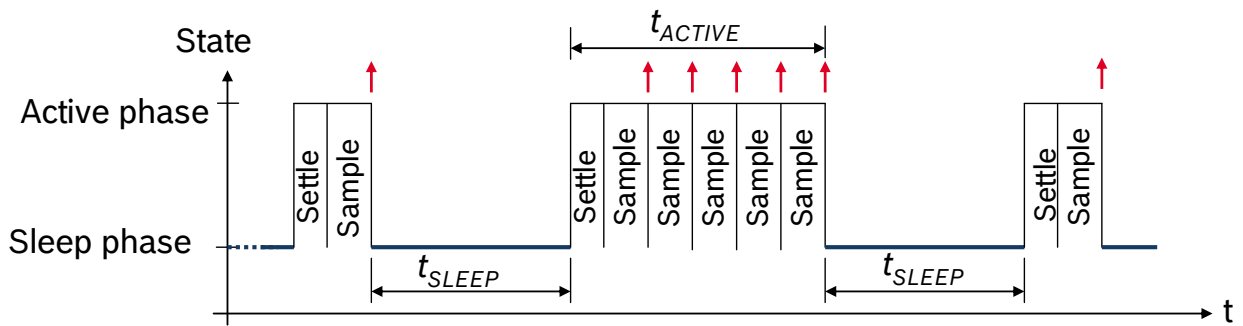 State
t_ACTIVE
Active phase
Settle
Sample
Settle
Sample
Sample
Sample
Sample
Sample
Settle
Sample
Sleep phase
t_SLEEP
t_SLEEP
t